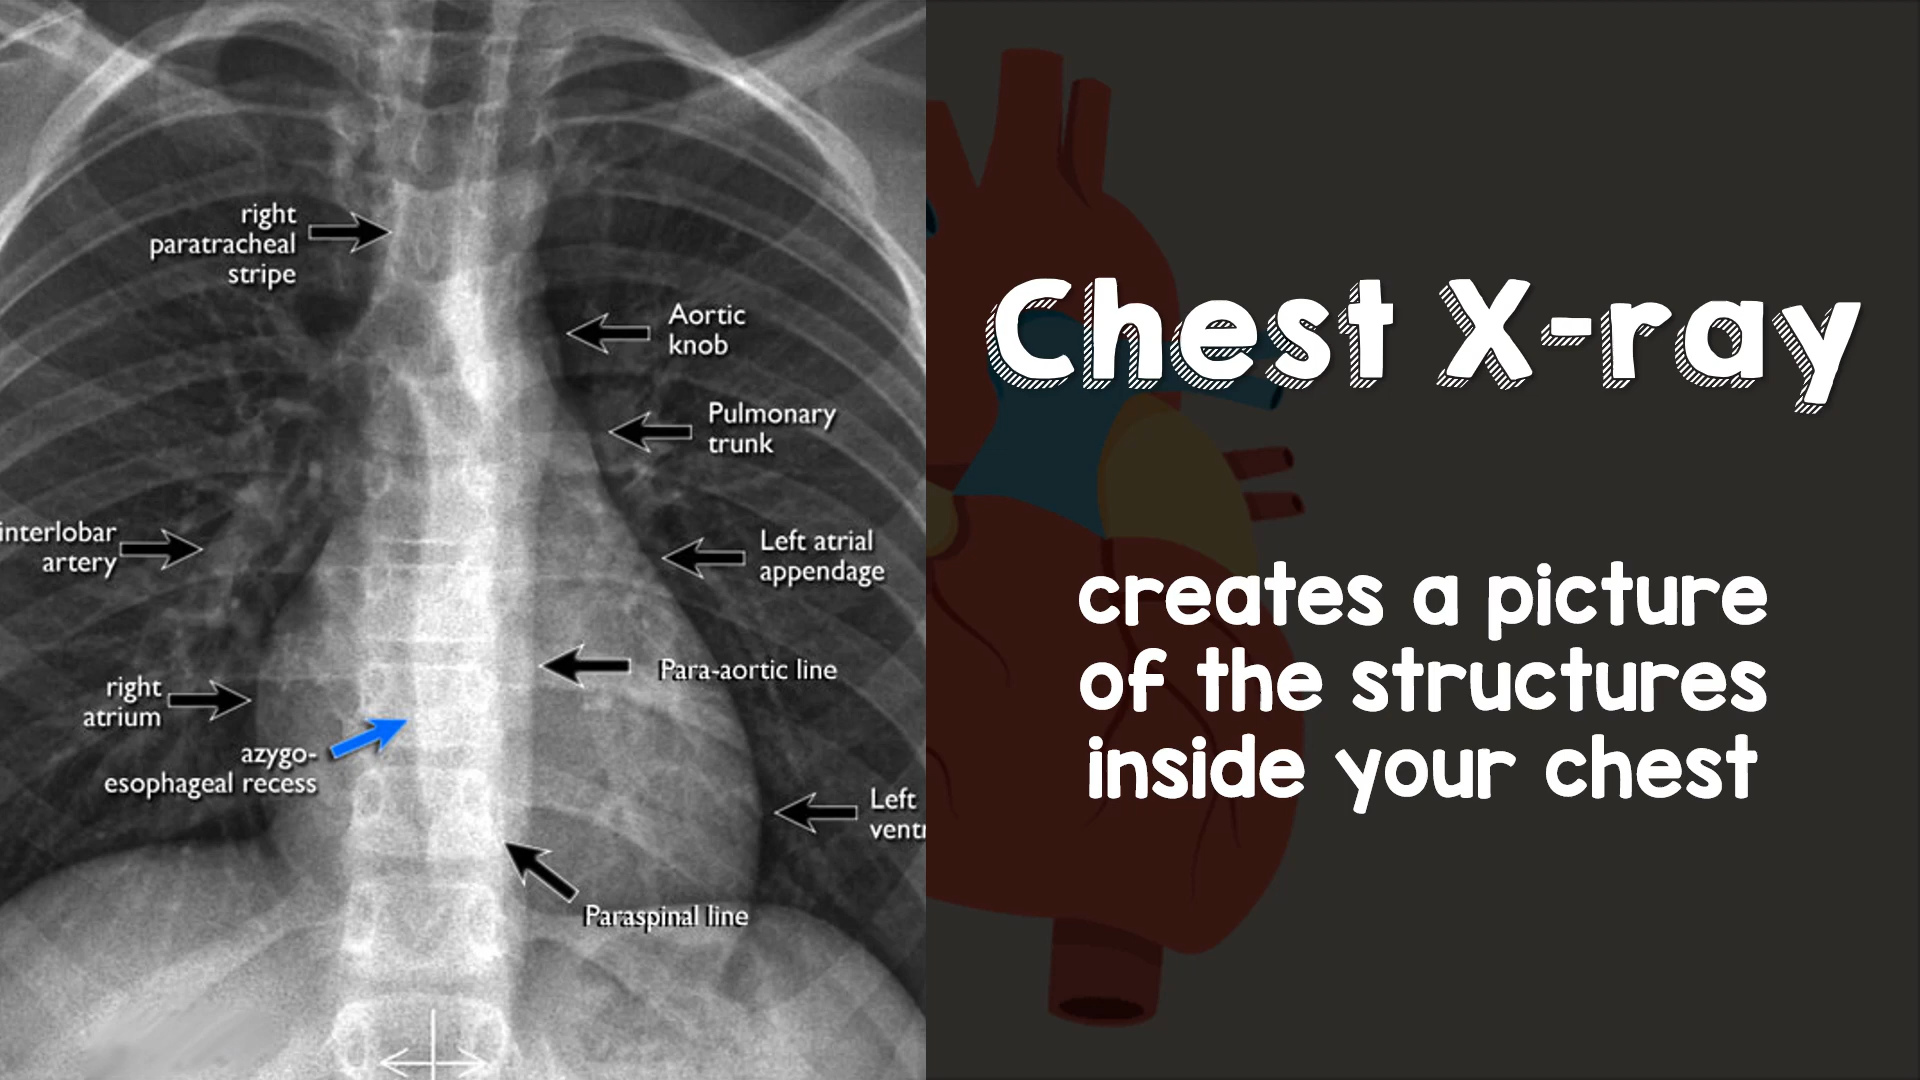 right
paratracheal
stripe
Aortic
knob
Pulmonary
trunk
interlobar
artery
Left atrial
appendage
Para-aortic line
right
atrium
azygo-
esophageal recess
Left
Paraspinal line
Chest X-ray
creates a picture
of the structures
inside your chest